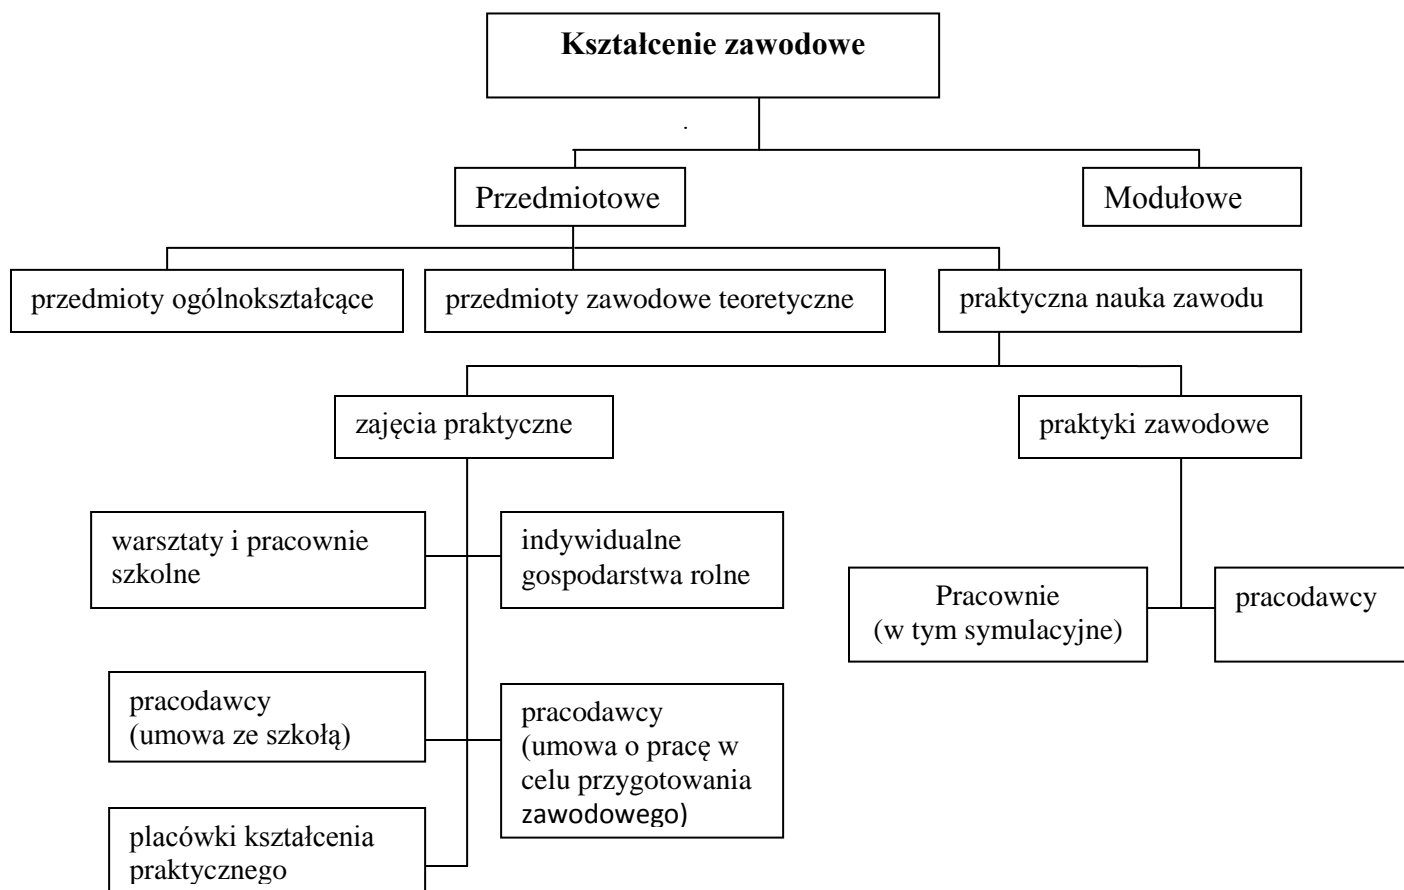 Kształcenie zawodowe
.
Przedmiotowe
Modułowe
przedmioty ogólnokształcące
przedmioty zawodowe teoretyczne
praktyczna nauka zawodu
zajęcia praktyczne
praktyki zawodowe
warsztaty i pracownie
szkolne
indywidualne
gospodarstwa rolne
Pracownie
(w tym symulacyjne)
pracodawcy
pracodawcy
(umowa ze szkołą)
pracodawcy
(umowa o pracę w
celu przygotowania
zawodowego)
placówki kształcenia
praktycznego